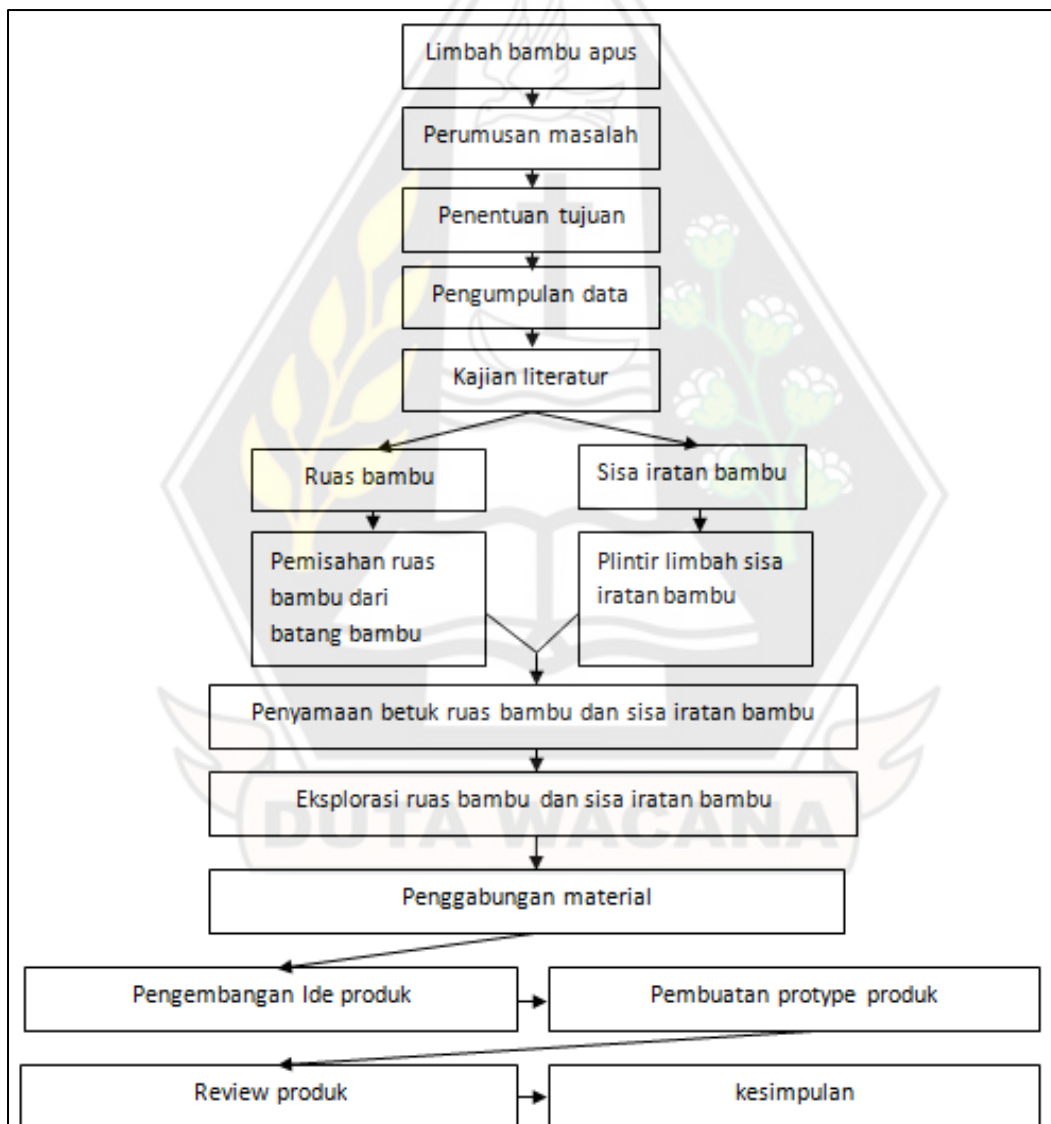 Limbah bambu apus
Perumusan masalah
Penentuan tujuan
Pengumpulan data
Kajian literatur
Ruas bambu
Sisa iratan bambu
Pemisahan ruas
bambu dari
batang bambu
Plintir limbah sisa
iratan bambu
Penyamaan betuk ruas bambu dan sisa iratan bambu
Eksplorasi ruas bambu dan sisa iratan bambu
DUTA WACANA
Penggabungan material
Pengembangan Ide produk
Pembuatan protype produk
Review produk
kesimpulan